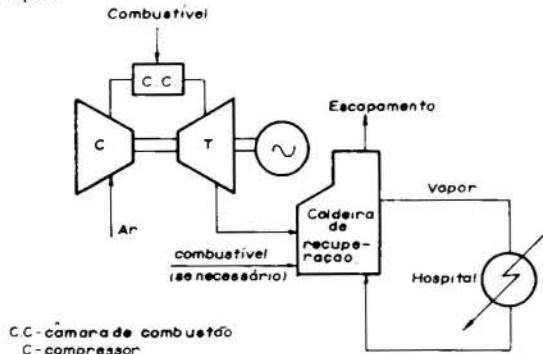 Combustível
C.C
C
T
Escapamento
Ar
Caldeira
de
recupe-
ração
Vapor
combustível
(se necessário)
Hospital
C.C - câmara de combustão
C - compressor